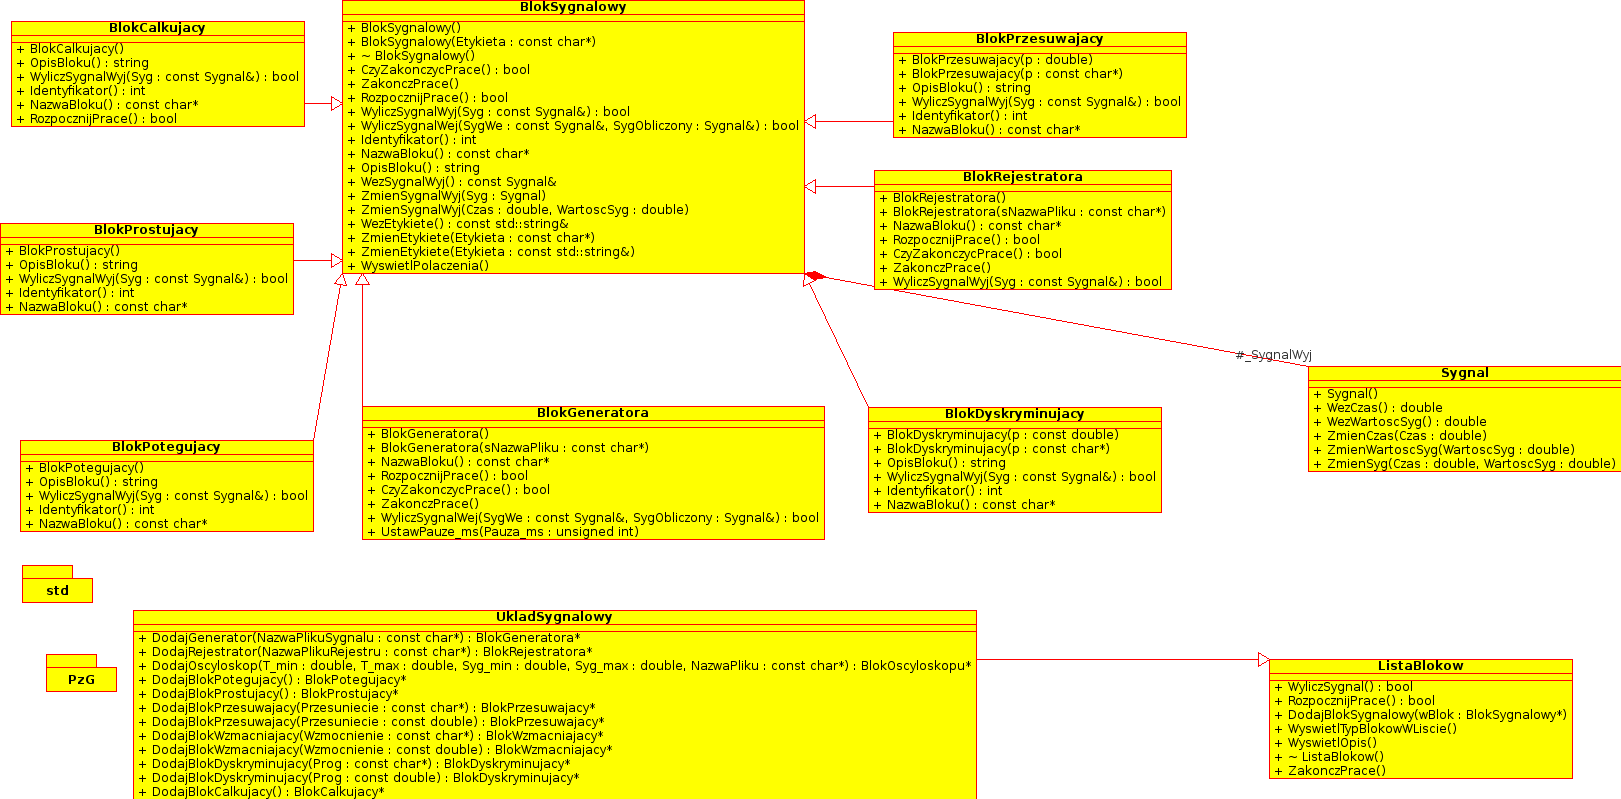 BlokCalkujacy
+ BlokCalkujacy()
+ OpisBloku() : string
+ WyliczSygnalWyj(Syg : const Sygnal&) : bool
+ Identyfikator() : int
+ NazwaBloku() : const char*
+ RozpocznijPrace() : bool
BlokSygnalowy
+ BlokSygnalowy()
+ BlokSygnalowy(Etykieta : const char*)
+ ~ BlokSygnalowy()
+ CzyZakonczycPrace() : bool
+ ZakonczPrace()
+ RozpocznijPrace() : bool
+ WyliczSygnalWyj(Syg : const Sygnal&) : bool
+ WyliczSygnalWej(SygWe : const Sygnal&, SygObliczony : Sygnal&) : bool
+ Identyfikator() : int
+ NazwaBloku() : const char*
+ OpisBloku() : string
+ WezSygnalWyj() : const Sygnal&
+ ZmienSygnalWyj(Syg : Sygnal)
+ ZmienSygnalWyj(Czas : double, WartoscSyg : double)
+ WezEtykiete() : const std::string&
+ ZmienEtykiete(Etykieta : const char*)
+ ZmienEtykiete(Etykieta : const std::string&)
+ WyswietlPolaczenia()
BlokPrzesuwajacy
+ BlokPrzesuwajacy(p : double)
+ BlokPrzesuwajacy(p : const char*)
+ OpisBloku() : string
+ WyliczSygnalWyj(Syg : const Sygnal&) : bool
+ Identyfikator() : int
+ NazwaBloku() : const char*
BlokRejestratora
+ BlokRejestratora()
+ BlokRejestratora(sNazwaPliku : const char*)
+ NazwaBloku() : const char*
+ RozpocznijPrace() : bool
+ CzyZakonczycPrace() : bool
+ ZakonczPrace()
+ WyliczSygnalWyj(Syg : const Sygnal&) : bool
BlokProstujacy
+ BlokProstujacy()
+ OpisBloku() : string
+ WyliczSygnalWyj(Syg : const Sygnal&) : bool
+ Identyfikator() : int
+ NazwaBloku() : const char*
#_SygnalWyj
Sygnal
+ Sygnal()
+ WezCzas() : double
+ WezWartoscSyg() : double
+ ZmienCzas(Czas : double)
+ ZmienWartoscSyg(WartoscSyg : double)
+ ZmienSyg(Czas : double, WartoscSyg : double)
BlokPotegujacy
+ BlokPotegujacy()
+ OpisBloku() : string
+ WyliczSygnalWyj(Syg : const Sygnal&) : bool
+ Identyfikator() : int
+ NazwaBloku() : const char*
BlokGeneratora
+ BlokGeneratora()
+ BlokGeneratora(sNazwaPliku : const char*)
+ NazwaBloku() : const char*
+ RozpocznijPrace() : bool
+ CzyZakonczycPrace() : bool
+ ZakonczPrace()
+ WyliczSygnalWej(SygWe : const Sygnal&, SygObliczony : Sygnal&) : bool
+ UstawPauze_ms(Pauza_ms : unsigned int)
BlokDyskryminujacy
+ BlokDyskryminujacy(p : const double)
+ BlokDyskryminujacy(p : const char*)
+ OpisBloku() : string
+ WyliczSygnalWyj(Syg : const Sygnal&) : bool
+ Identyfikator() : int
+ NazwaBloku() : const char*
std
PzG
UkladSygnalowy
+ DodajGenerator(NazwaPlikuSygnalu : const char*) : BlokGeneratora*
+ DodajRejestrator(NazwaPlikuRejestru : const char*) : BlokRejestratora*
+ DodajOscyloskop(T_min : double, T_max : double, Syg_min : double, Syg_max : double, NazwaPliku : const char*) : BlokOscyloskopu*
+ DodajBlokPotegujacy() : BlokPotegujacy*
+ DodajBlokProstujacy() : BlokProstujacy*
+ DodajBlokPrzesuwajacy(Przesuniecie : const char*) : BlokPrzesuwajacy*
+ DodajBlokPrzesuwajacy(Przesuniecie : const double) : BlokPrzesuwajacy*
+ DodajBlokWzmacniajacy(Wzmocnienie : const char*) : BlokWzmacniajacy*
+ DodajBlokWzmacniajacy(Wzmocnienie : const double) : BlokWzmacniajacy*
+ DodajBlokDyskryminujacy(Prog : const char*) : BlokDyskryminujacy*
+ DodajBlokDyskryminujacy(Prog : const double) : BlokDyskryminujacy*
+ DodajBlokCalkujacy() : BlokCalkujacy*
ListaBlokow
+ WyliczSygnal() : bool
+ RozpocznijPrace() : bool
+ DodajBlokSygnalowy(wBlok : BlokSygnalowy*)
+ WyswietlTypBlokowWLiscie()
+ WyswietlOpis()
+ ~ ListaBlokow()
+ ZakonczPrace()